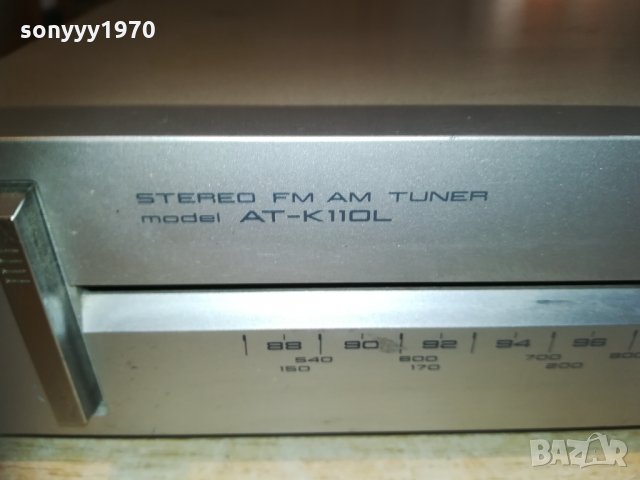 sonyyy1970
STEREO FM AM TUNER
model AT-K110L
88 90 92 94 96
540 600 700 800
150 170 200
BAZAR